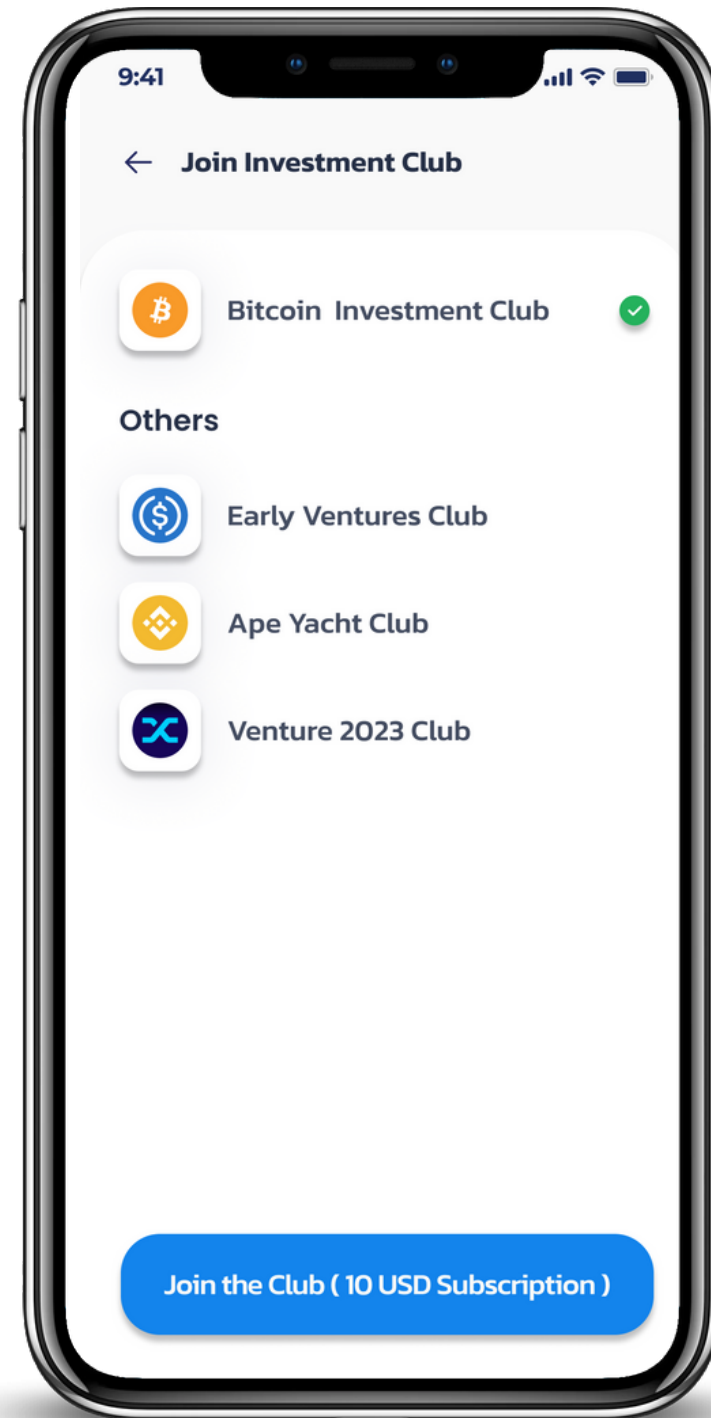 9:41
Join Investment Club
Bitcoin Investment Club
Others
Early Ventures Club
Ape Yacht Club
Venture 2023 Club
Join the Club ( 10 USD Subscription )